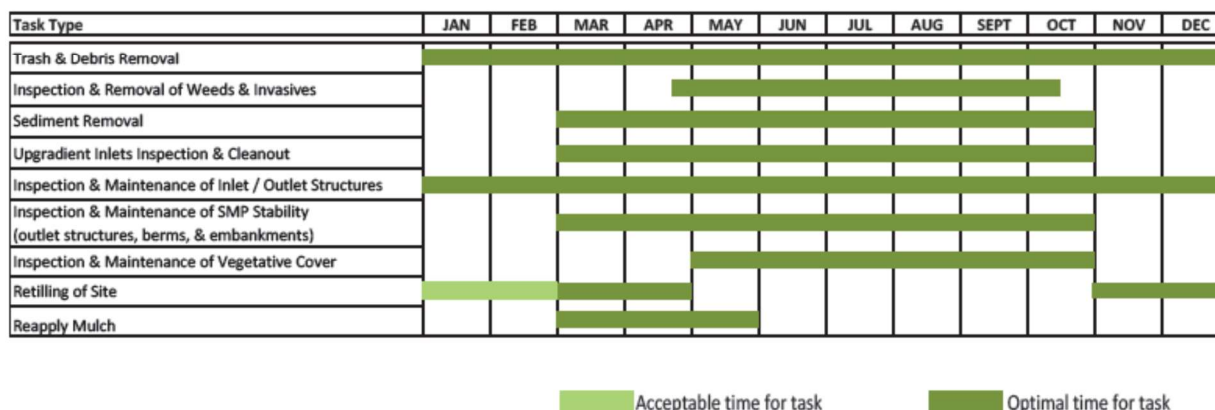 Task Type JAN FEB MAR APR MAY JUN JUL AUG SEPT OCT NOV DEC
Trash & Debris Removal
Inspection & Removal of Weeds & Invasives
Sediment Removal
Upgradient Inlets Inspection & Cleanout
Inspection & Maintenance of Inlet / Outlet Structures
Inspection & Maintenance of SMP Stability
(outlet structures, berms, & embankments)
Inspection & Maintenance of Vegetative Cover
Retilling of Site
Reapply Mulch
Acceptable time for task Optimal time for task